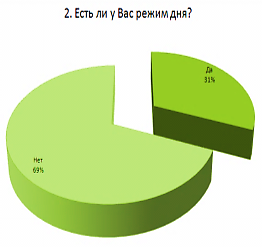 2. Есть ли у Вас режим дня?
Да
31%
Нет
69%